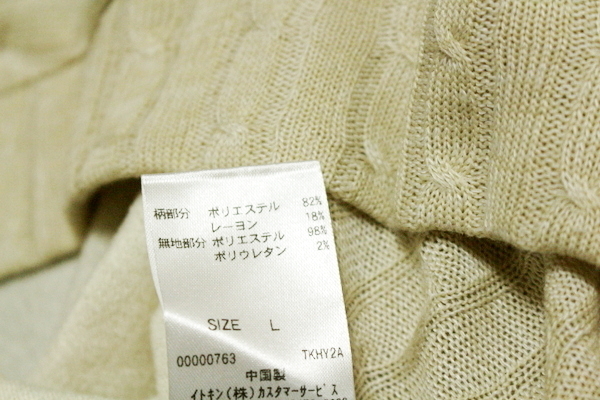 柄部分 ポリエステル 82%
レーヨン 18%
無地部分 ポリエステル 98%
ポリウレタン 2%
SIZE L
00000763 TKHY2A
中国製
イトキン(株)カスタマーサービス